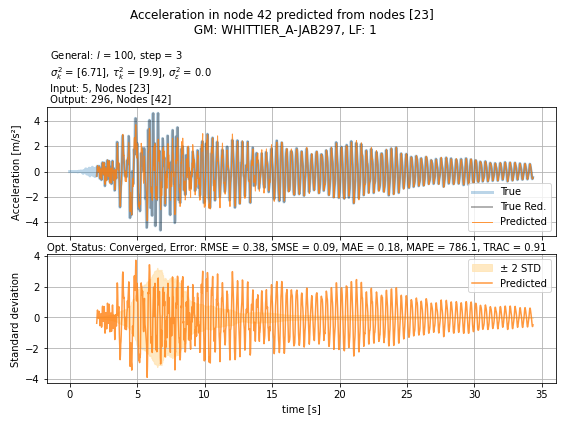 Acceleration in node 42 predicted from nodes [23]
GM: WHITTIER_A-JAB297, LF: 1
General: l = 100, step = 3
σ²ₖ = [6.71], τ²ₖ = [9.9], σ²ε = 0.0
Input: 5, Nodes [23]
Output: 296, Nodes [42]
Acceleration [m/s²]
4
2
0
−2
−4
True
True Red.
Predicted
Opt. Status: Converged, Error: RMSE = 0.38, SMSE = 0.09, MAE = 0.18, MAPE = 786.1, TRAC = 0.91
Standard deviation
4
2
0
−2
−4
± 2 STD
Predicted
0 5 10 15 20 25 30 35
time [s]